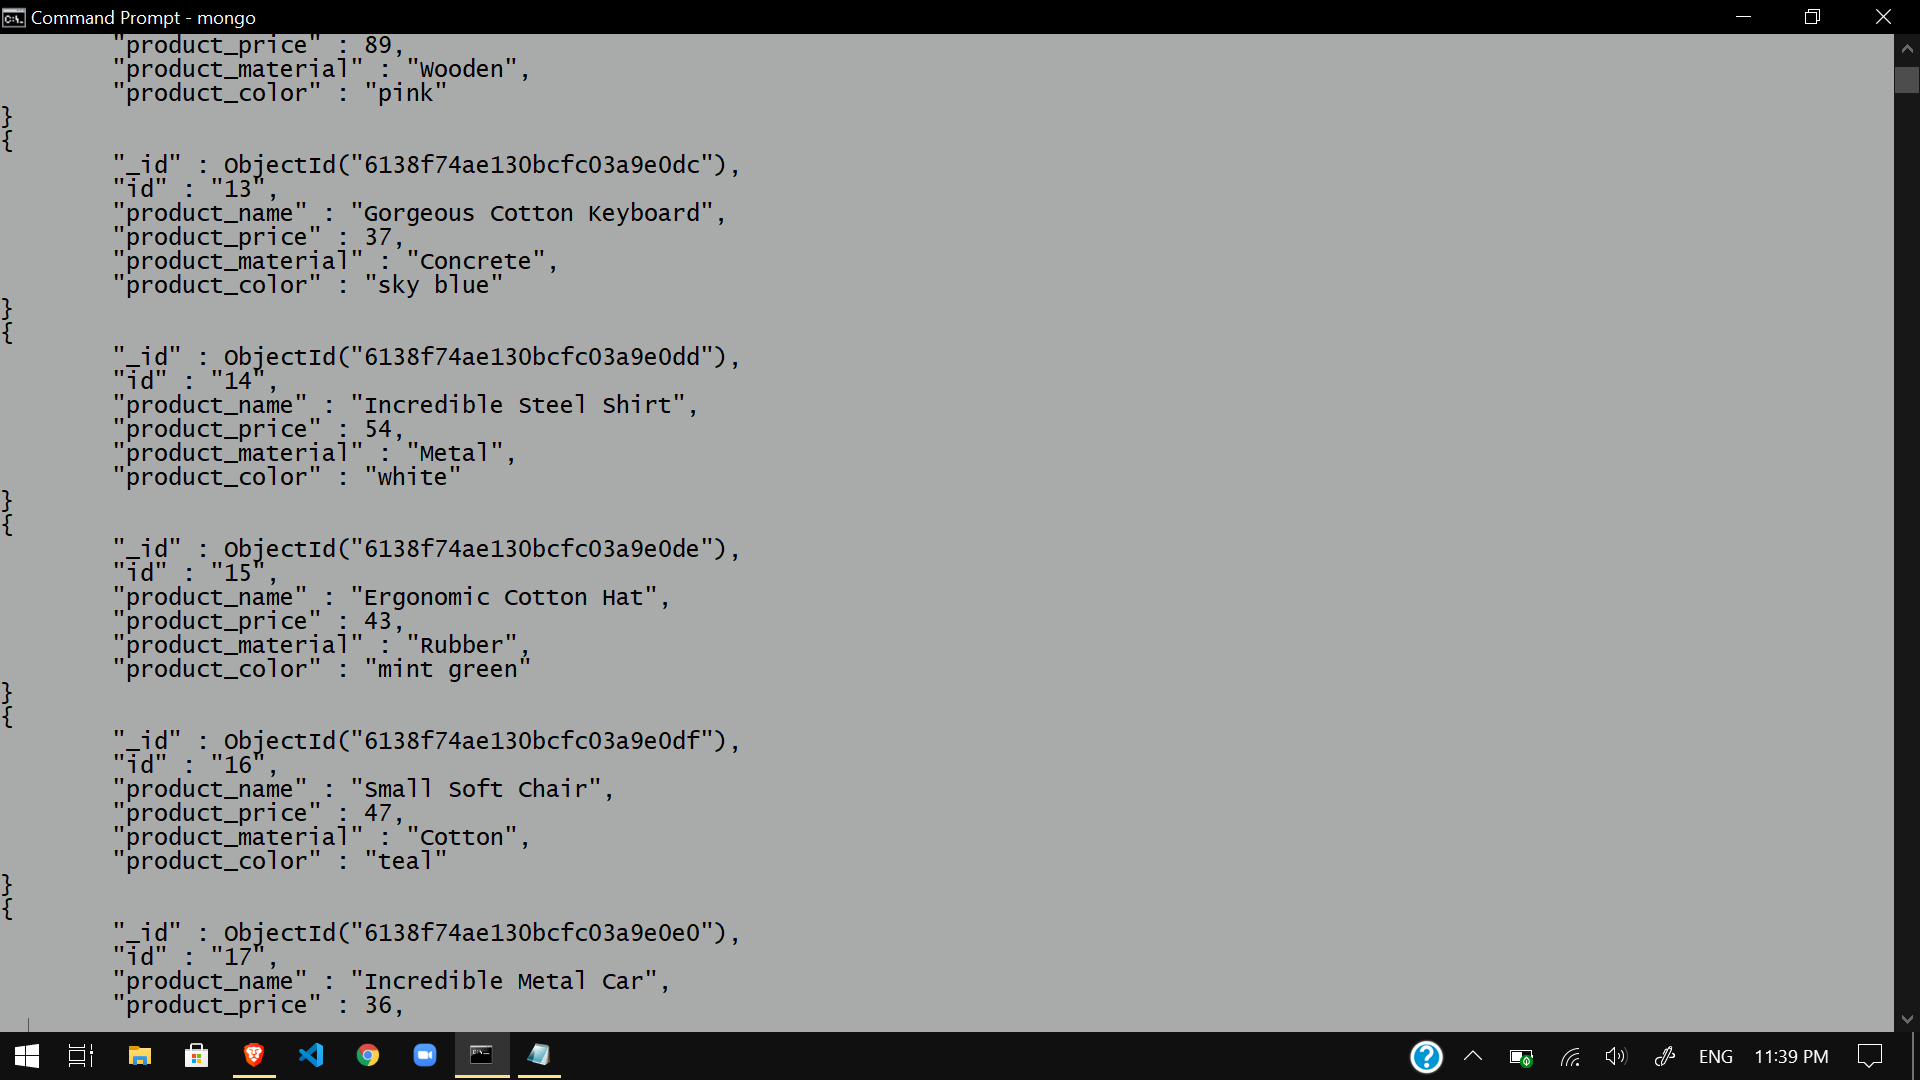 Command Prompt - mongo
        "product_price" : 89,
        "product_material" : "Wooden",
        "product_color" : "pink"
}
{
        "_id" : ObjectId("6138f74ae130bcfc03a9e0dc"),
        "id" : "13",
        "product_name" : "Gorgeous Cotton Keyboard",
        "product_price" : 37,
        "product_material" : "Concrete",
        "product_color" : "sky blue"
}
{
        "_id" : ObjectId("6138f74ae130bcfc03a9e0dd"),
        "id" : "14",
        "product_name" : "Incredible Steel Shirt",
        "product_price" : 54,
        "product_material" : "Metal",
        "product_color" : "white"
}
{
        "_id" : ObjectId("6138f74ae130bcfc03a9e0de"),
        "id" : "15",
        "product_name" : "Ergonomic Cotton Hat",
        "product_price" : 43,
        "product_material" : "Rubber",
        "product_color" : "mint green"
}
{
        "_id" : ObjectId("6138f74ae130bcfc03a9e0df"),
        "id" : "16",
        "product_name" : "Small Soft Chair",
        "product_price" : 47,
        "product_material" : "Cotton",
        "product_color" : "teal"
}
{
        "_id" : ObjectId("6138f74ae130bcfc03a9e0e0"),
        "id" : "17",
        "product_name" : "Incredible Metal Car",
        "product_price" : 36,
ENG 11:39 PM